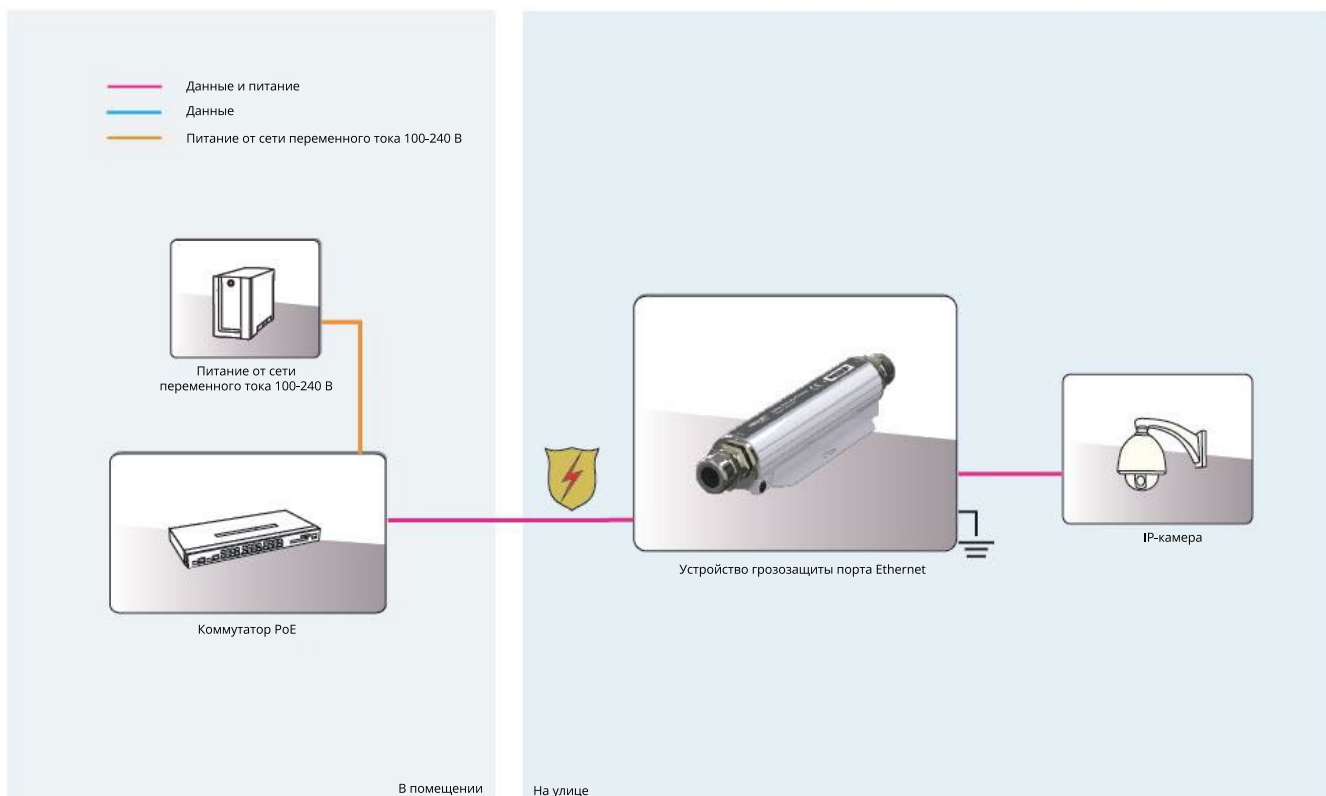 Данные и питание
Данные
Питание от сети переменного тока 100-240 В
Питание от сети
переменного тока 100-240 В
Коммутатор PoE
Устройство грозозащиты порта Ethernet
IP-камера
В помещении
На улице